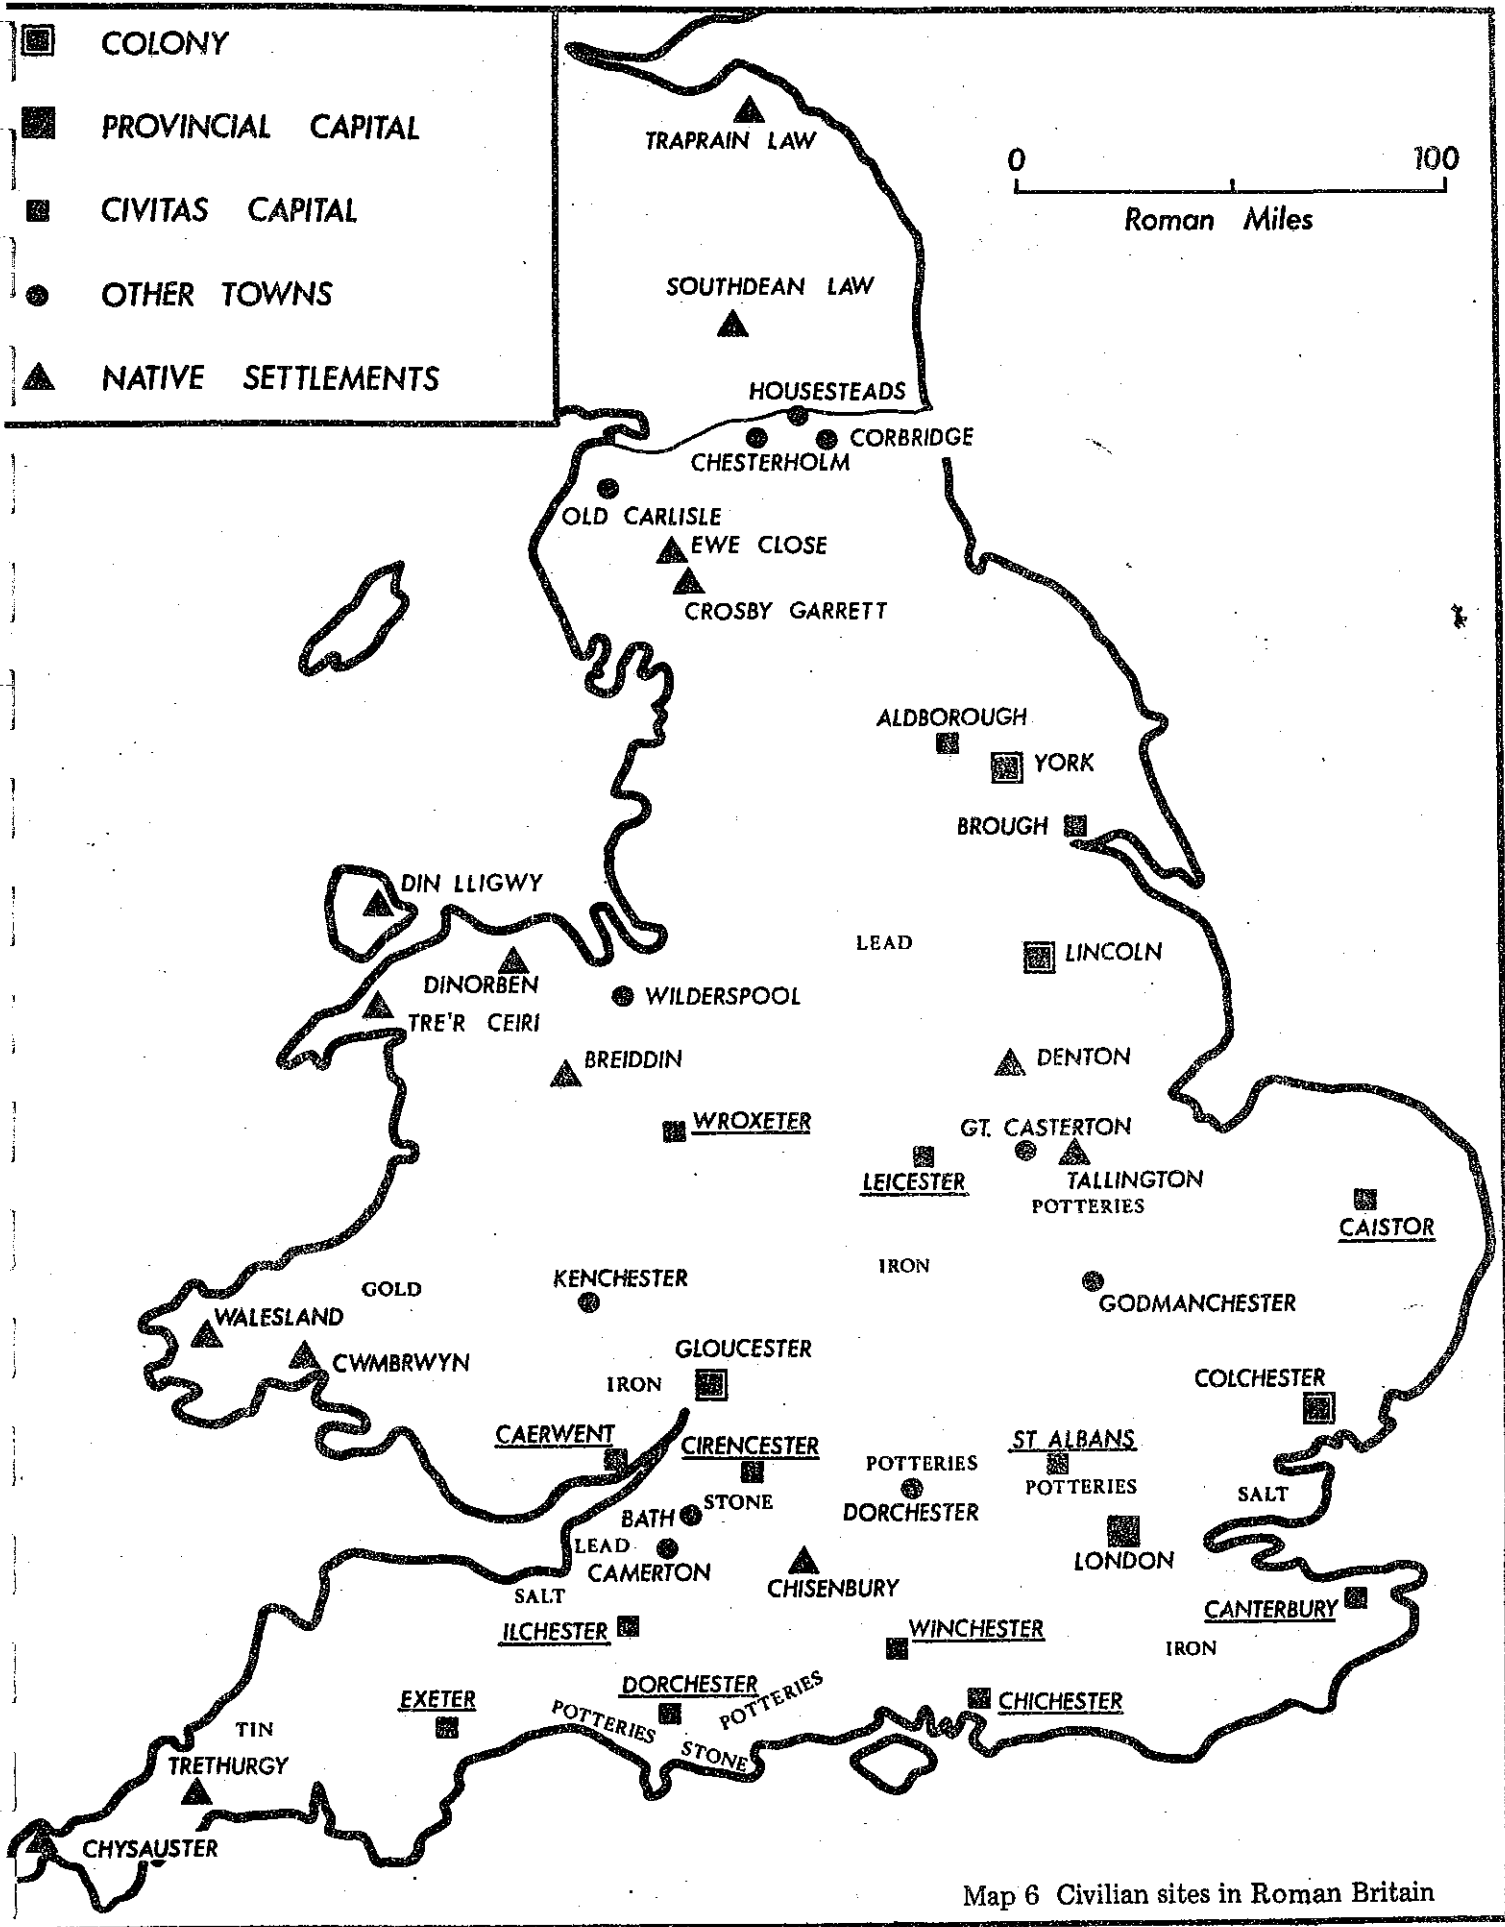 COLONY
PROVINCIAL CAPITAL
CIVITAS CAPITAL
OTHER TOWNS
NATIVE SETTLEMENTS
0 100
Roman Miles
TRAPRAIN LAW
SOUTHDEAN LAW
HOUSESTEADS
CORBRIDGE
CHESTERHOLM
OLD CARLISLE
EWE CLOSE
CROSBY GARRETT
ALDBOROUGH
YORK
BROUGH
DIN LLIGWY
LEAD
LINCOLN
DINORBEN
WILDERSPOOL
TRE'R CEIRI
BREIDDIN
DENTON
WROXETER
GT. CASTERTON
LEICESTER
TALLINGTON
POTTERIES
CAISTOR
IRON
KENCHESTER
GOLD
GODMANCHESTER
WALESLAND
GLOUCESTER
CWMBRWYN
IRON
COLCHESTER
CAERWENT
CIRENCESTER
ST ALBANS
POTTERIES
POTTERIES
SALT
STONE
BATH
DORCHESTER
LEAD
LONDON
CAMERTON
CHISENBURY
SALT
CANTERBURY
ILCHESTER
WINCHESTER
IRON
DORCHESTER
EXETER
POTTERIES
POTTERIES
CHICHESTER
TIN
STONE
TRETHURGY
CHYSAUSTER
Map 6 Civilian sites in Roman Britain